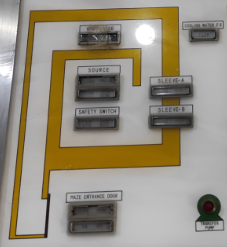 COOLING WATER P.P
SOURCE
SLEEVE-A
SAFETY SWITCH
SLEEVE-B
MAZE ENTRANCE DOOR
TRANSFER
PUMP